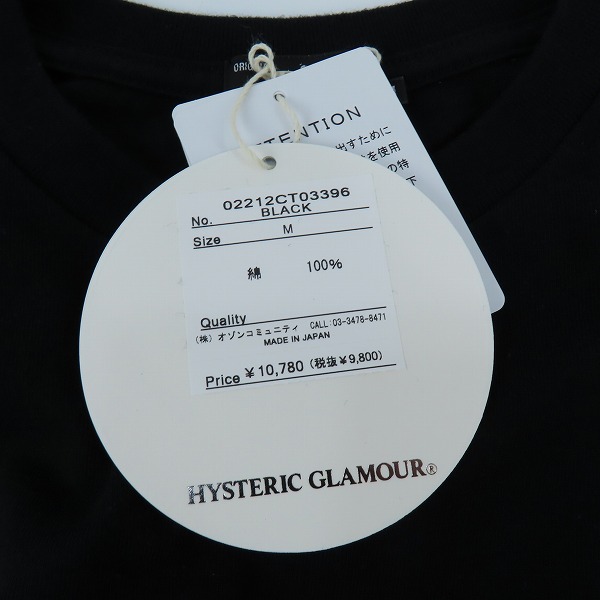 ORIG
TENTION
出すために
を使用
の特
下
No. 02212CT03396
BLACK
Size M
綿 100%
Quality
(株) オゾンコミュニティ CALL:03-3478-8471
MADE IN JAPAN
Price ¥10,780 (税抜¥9,800)
HYSTERIC GLAMOUR®